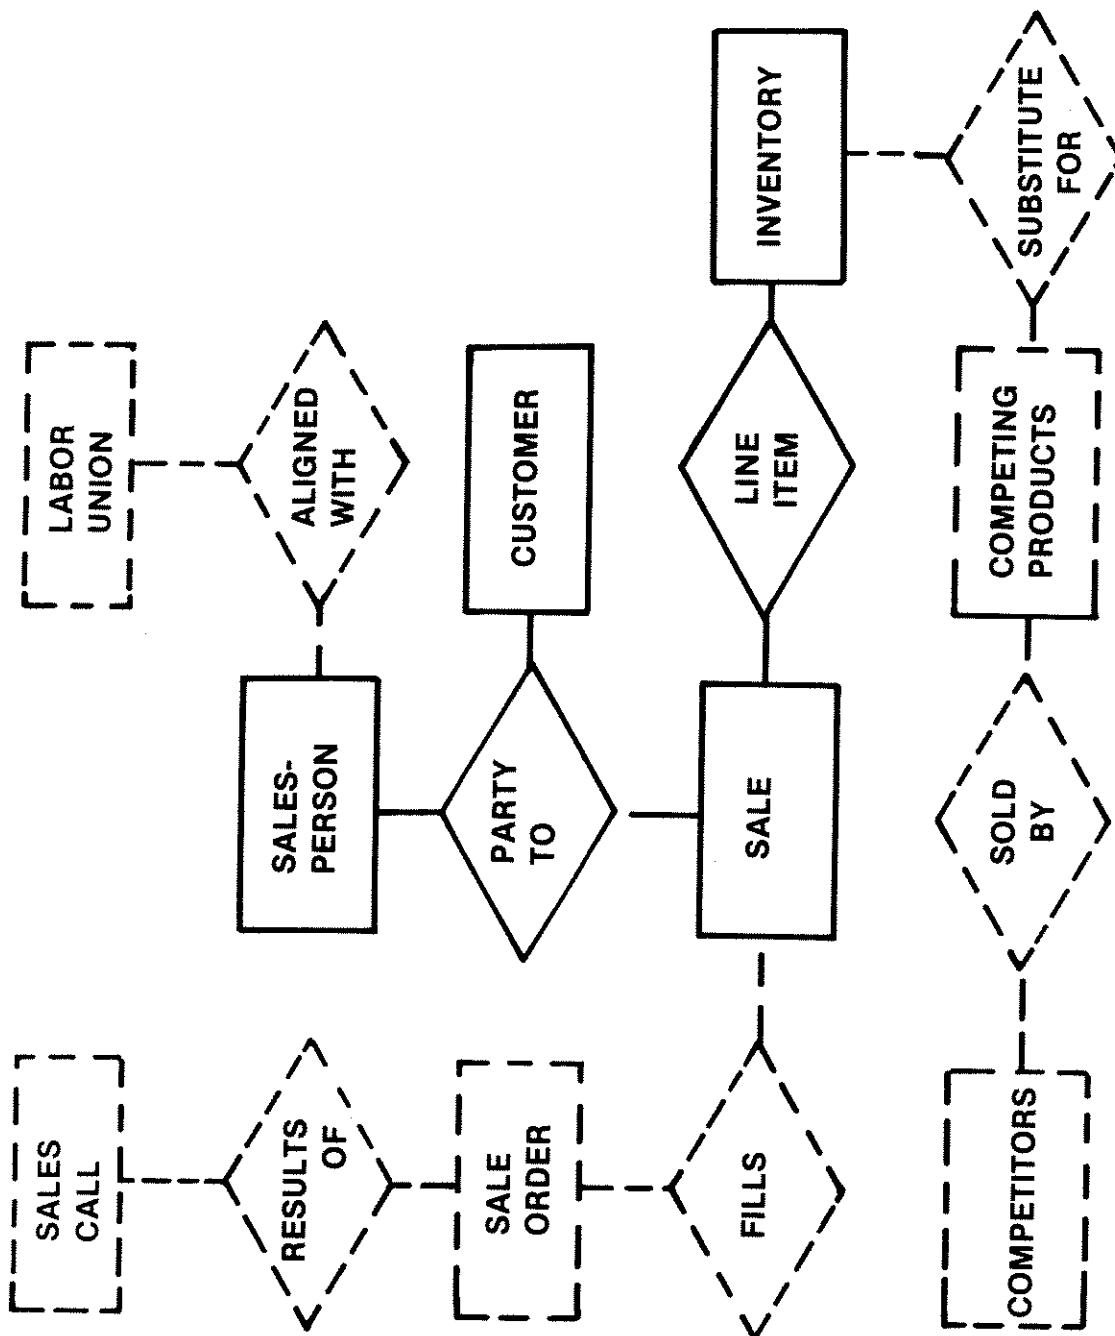 SALES
CALL
RESULTS
OF
SALE
ORDER
FILLS
COMPETITORS
LABOR
UNION
ALIGNED
WITH
SALES-
PERSON
PARTY
TO
CUSTOMER
SALE
LINE
ITEM
INVENTORY
SOLD
BY
COMPETING
PRODUCTS
SUBSTITUTE
FOR